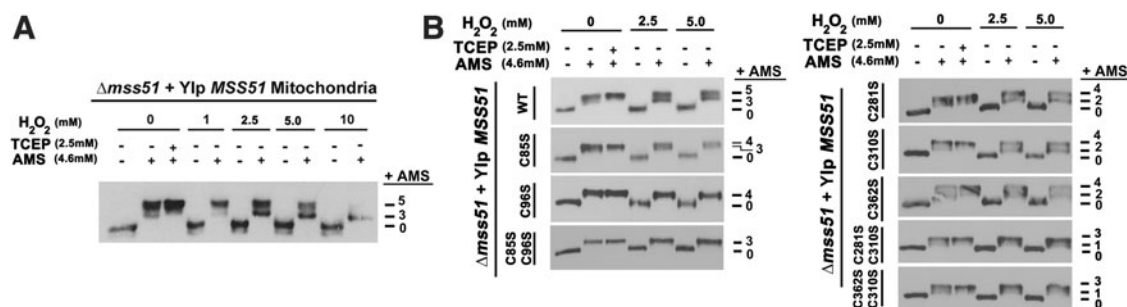 A
Δmss51 + YIp MSS51 Mitochondria
H2O2 (mM) 0 1 2.5 5.0 10
TCEP (2.5mM) - - + - - - - - - - -
AMS (4.6mM) - + + - + - + - + - +
+ AMS
5
3
0
B
H2O2 (mM) 0 2.5 5.0
TCEP (2.5mM) - - + - - - -
AMS (4.6mM) - + + - + - +
+ AMS
Δmss51 + YIp MSS51
WT
5
3
0
C85S
4
3
0
C96S
4
0
C85S
C96S
3
0
H2O2 (mM) 0 2.5 5.0
TCEP (2.5mM) - - + - - - -
AMS (4.6mM) - + + - + - +
+ AMS
Δmss51 + YIp MSS51
C281S
4
2
0
C310S
4
2
0
C362S
4
2
0
C281S
C310S
3
1
0
C362S
C310S
3
1
0